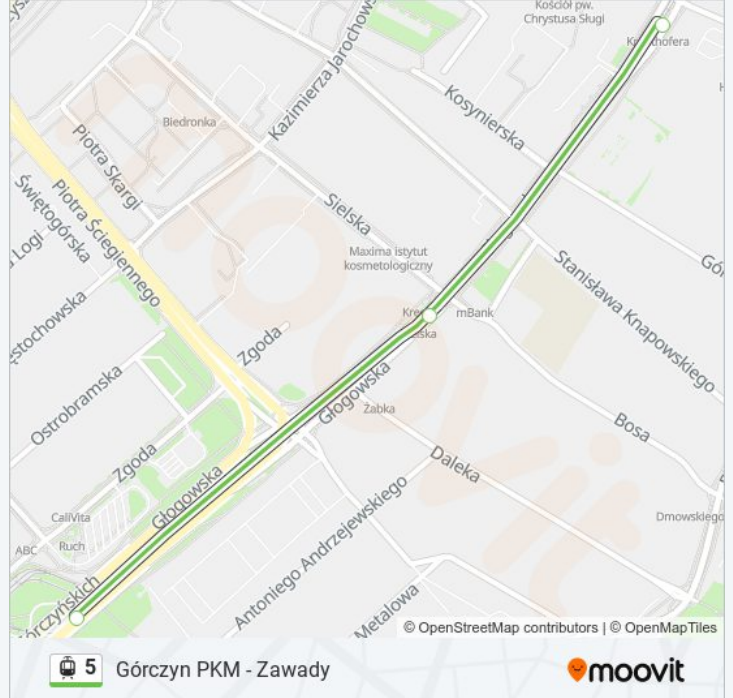 Kościół pw.
Chrystusa Sługi
Kosynierska
Kazimierza Jarochows
Biedronka
Piotra Skargi
Sielska
Świętogórska
Piotra Ściegiennego
Maxima istytut
kosmetologiczny
Stanisława Knapowskiego
mBank
Zgoda
Głogowska
Żabka
Ostrobramska
Bosa
Zgoda
Daleka
Głogowska
CaliVita
ABC
Ruch
Antoniego Andrzejewskiego
Dmowskiego
Metalowa
© OpenStreetMap contributors | © OpenMapTiles
5 Górczyn PKM - Zawady
moovit
moovit